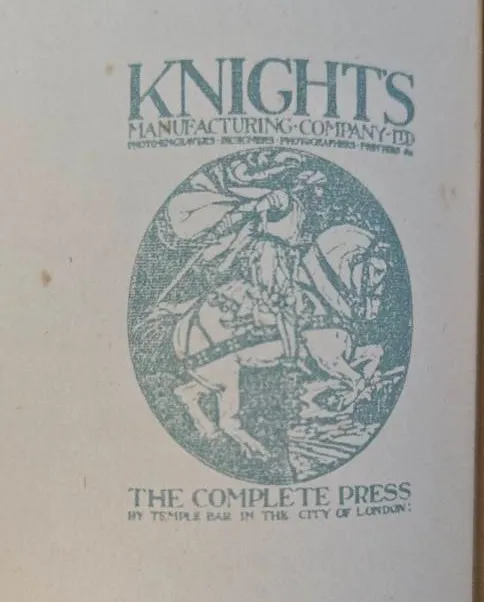 KNIGHTS
MANUFACTURING · COMPANY · LTD
PHOTO-ENGRAVERS · DESIGNERS · PHOTOGRAPHERS · PRINTERS &c
THE COMPLETE PRESS
BY TEMPLE BAR IN THE CITY OF LONDON: